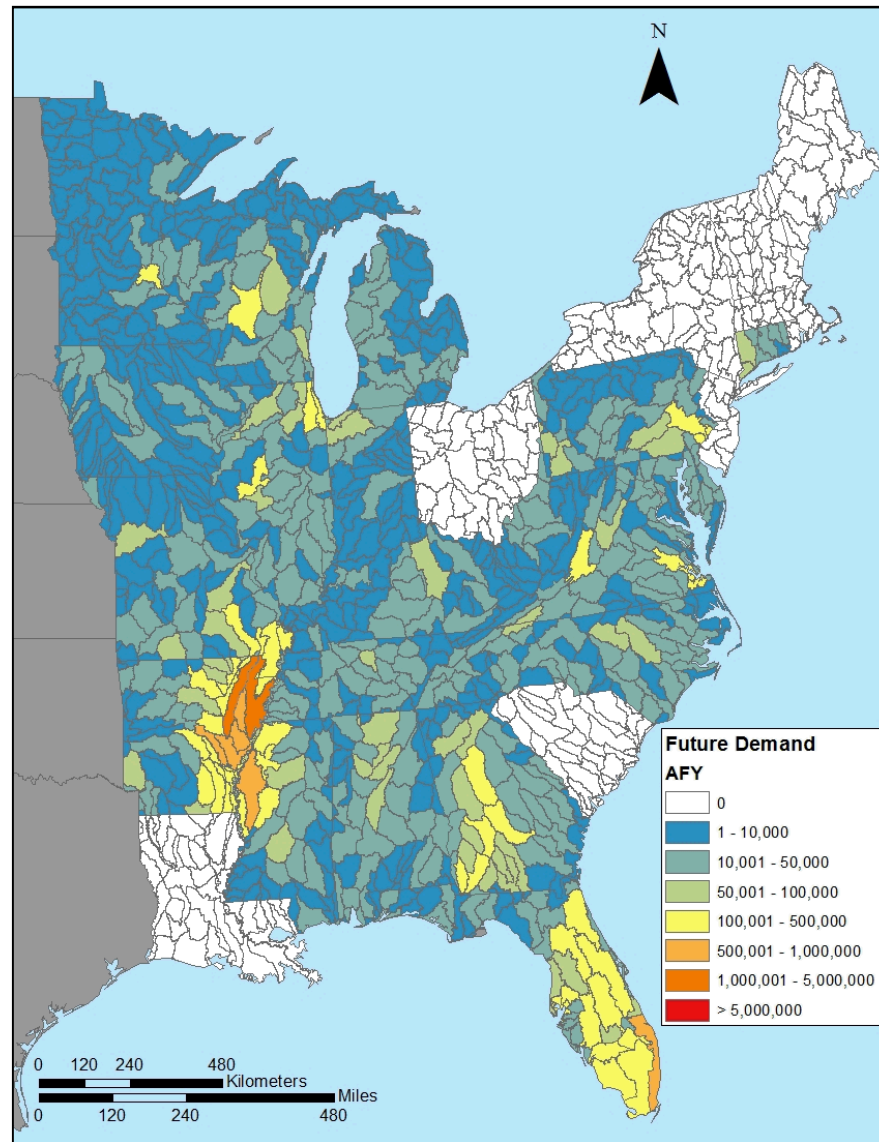 N
Future Demand
AFY
0
1 - 10,000
10,001 - 50,000
50,001 - 100,000
100,001 - 500,000
500,001 - 1,000,000
1,000,001 - 5,000,000
> 5,000,000
0 120 240 480
Kilometers
Miles
0 120 240 480